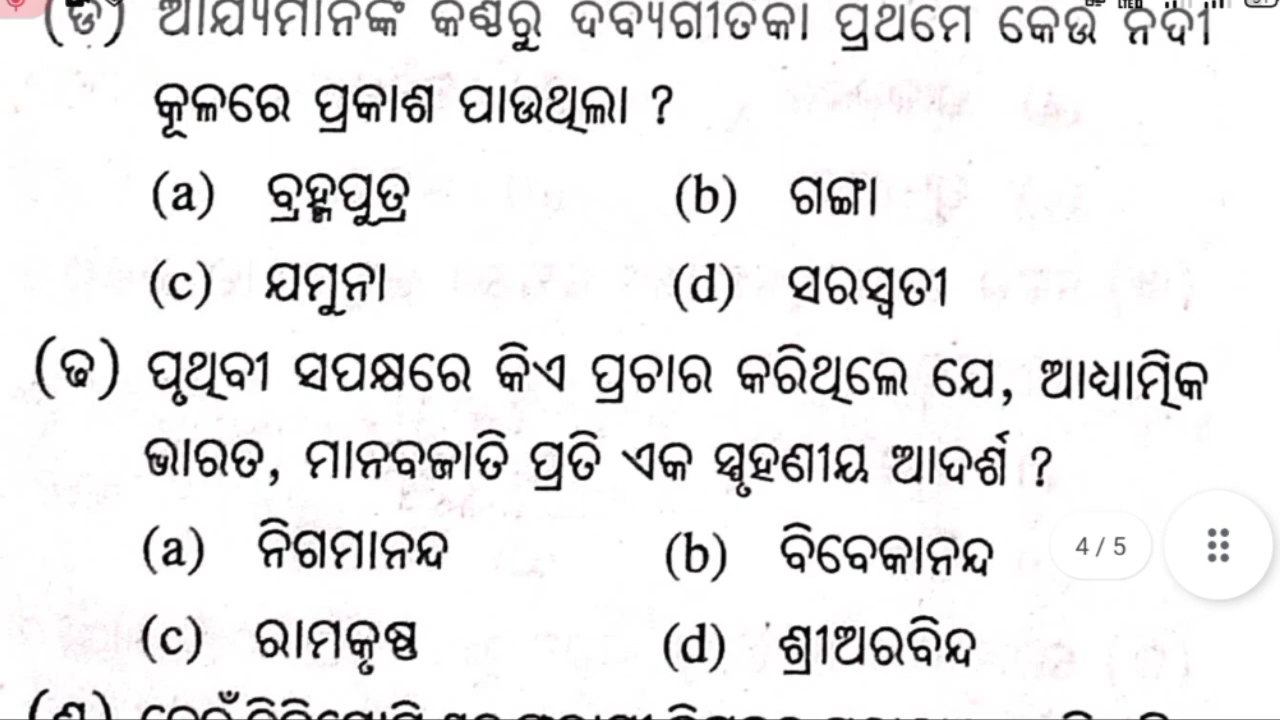 (ଡ) ଆର୍ଯ୍ୟମାନଙ୍କ କଣ୍ଠରୁ ଦିବ୍ୟଗୀତିକା ପ୍ରଥମେ କେଉଁ ନଦୀ
କୂଳରେ ପ୍ରକାଶ ପାଉଥିଲା ?
(a) ବ୍ରହ୍ମପୁତ୍ର (b) ଗଙ୍ଗା
(c) ଯମୁନା (d) ସରସ୍ୱତୀ
(ଢ) ପୃଥିବୀ ସପକ୍ଷରେ କିଏ ପ୍ରଚାର କରିଥିଲେ ଯେ, ଆଧ୍ୟାତ୍ମିକ
ଭାରତ, ମାନବଜାତି ପ୍ରତି ଏକ ସ୍ପୃହଣୀୟ ଆଦର୍ଶ ?
(a) ନିଗମାନନ୍ଦ (b) ବିବେକାନନ୍ଦ
4 / 5
(c) ରାମକୃଷ୍ଣ (d) ଶ୍ରୀଅରବିନ୍ଦ